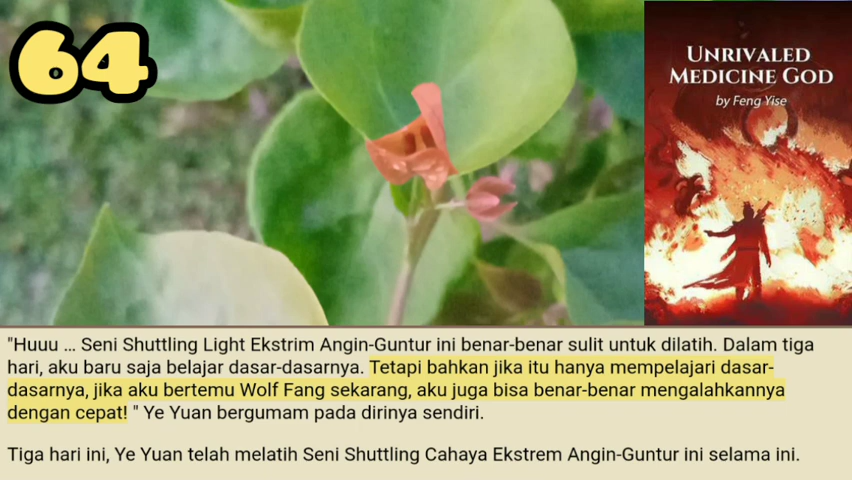 64
UNRIVALED
MEDICINE GOD
by Feng Yise
"Huuu ... Seni Shuttling Light Ekstrim Angin-Guntur ini benar-benar sulit untuk dilatih. Dalam tiga
hari, aku baru saja belajar dasar-dasarnya. Tetapi bahkan jika itu hanya mempelajari dasar-
dasarnya, jika aku bertemu Wolf Fang sekarang, aku juga bisa benar-benar mengalahkannya
dengan cepat! " Ye Yuan bergumam pada dirinya sendiri.
Tiga hari ini, Ye Yuan telah melatih Seni Shuttling Cahaya Ekstrem Angin-Guntur ini selama ini.